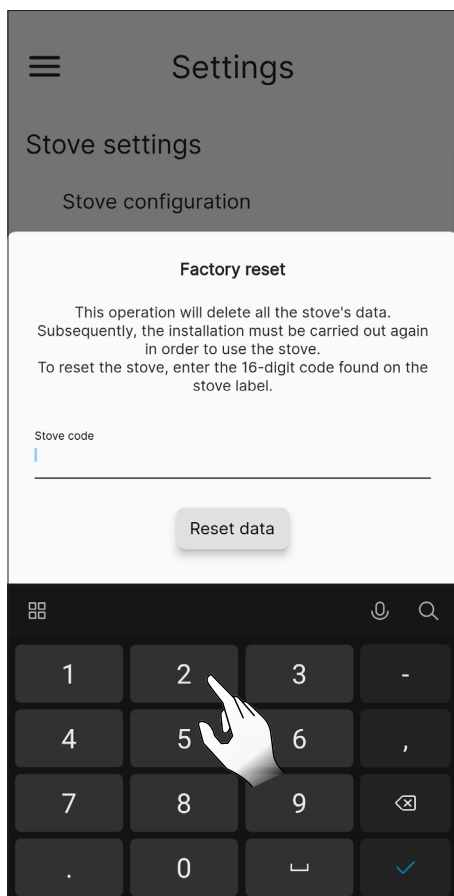 Settings
Stove settings
Stove configuration
Factory reset
This operation will delete all the stove's data.
Subsequently, the installation must be carried out again
in order to use the stove.
To reset the stove, enter the 16-digit code found on the
stove label.
Stove code
Reset data
1 2 3 -
4 5 6 ,
7 8 9
. 0